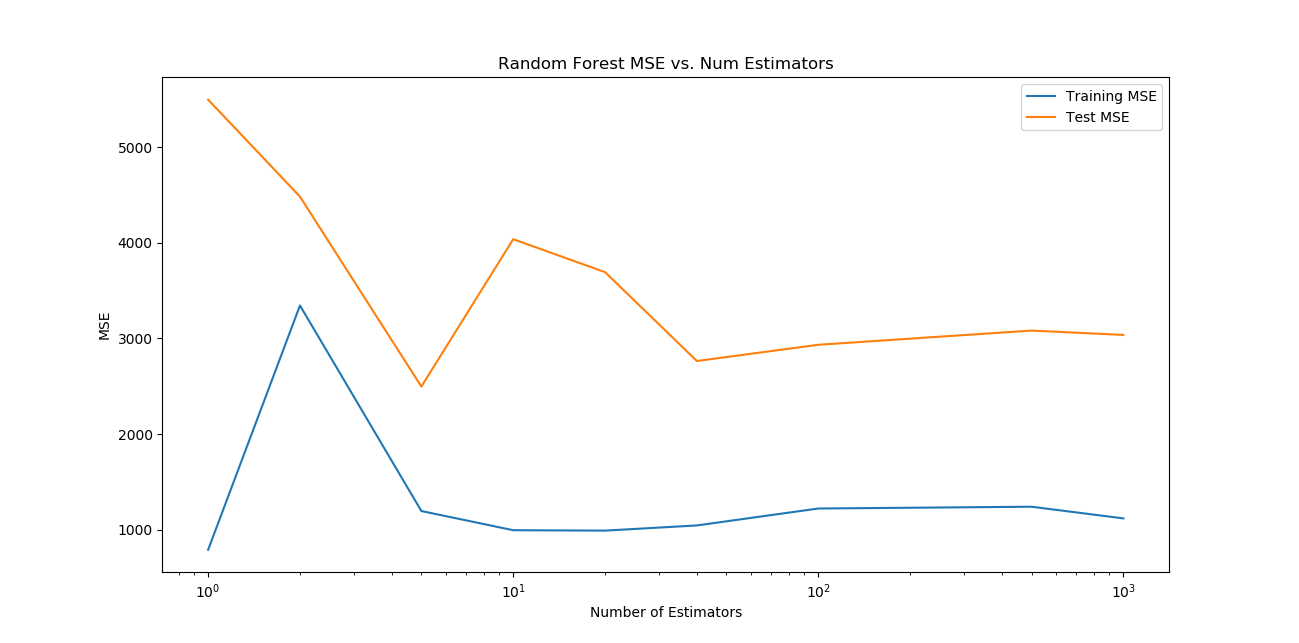 Random Forest MSE vs. Num Estimators
Training MSE
Test MSE
5000
4000
3000
2000
1000
MSE
10⁰ 10¹ 10² 10³
Number of Estimators